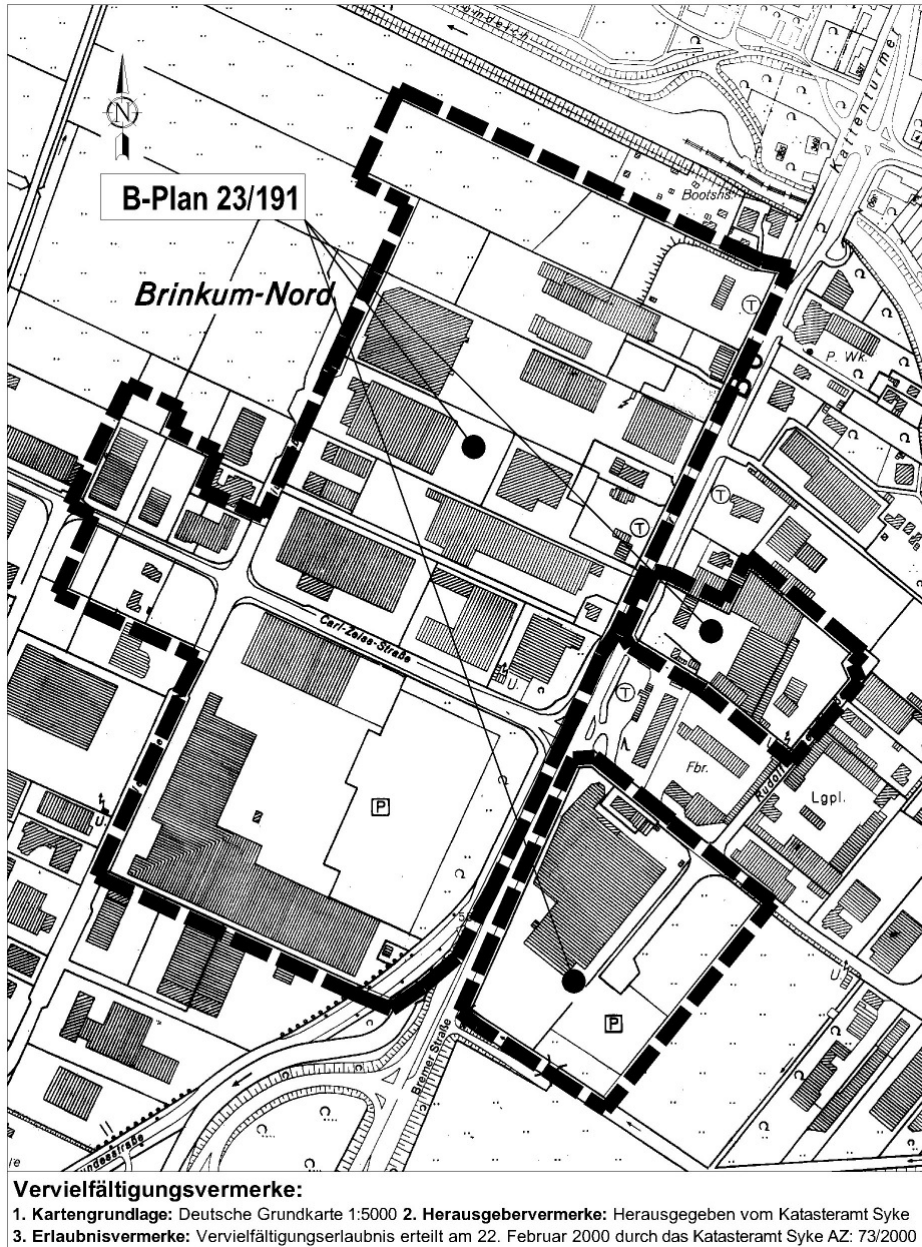 Kattenturmer
N
Bootshs.
B-Plan 23/191
Brinkum-Nord
T
P. Wk.
T
T
Carl-Zeiss-Straße
U.
T
P
Fbr.
Lgpl.
U.
U
P
Bremer Straße
Vervielfältigungsvermerke:
1. Kartengrundlage: Deutsche Grundkarte 1:5000 2. Herausgebervermerke: Herausgegeben vom Katasteramt Syke
3. Erlaubnisvermerke: Vervielfältigungserlaubnis erteilt am 22. Februar 2000 durch das Katasteramt Syke AZ: 73/2000